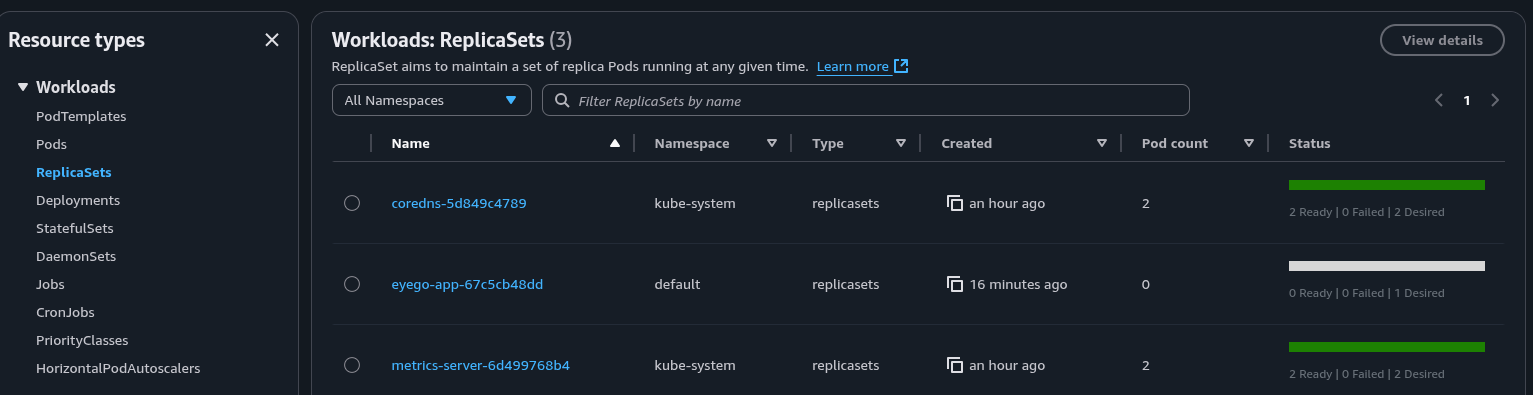 Resource types
Workloads
PodTemplates
Pods
ReplicaSets
Deployments
StatefulSets
DaemonSets
Jobs
CronJobs
PriorityClasses
HorizontalPodAutoscalers
Workloads: ReplicaSets (3)
View details
ReplicaSet aims to maintain a set of replica Pods running at any given time. Learn more
All Namespaces
Filter ReplicaSets by name
1
Name Namespace Type Created Pod count Status
coredns-5d849c4789 kube-system replicasets an hour ago 2
2 Ready | 0 Failed | 2 Desired
eyego-app-67c5cb48dd default replicasets 16 minutes ago 0
0 Ready | 0 Failed | 1 Desired
metrics-server-6d499768b4 kube-system replicasets an hour ago 2
2 Ready | 0 Failed | 2 Desired